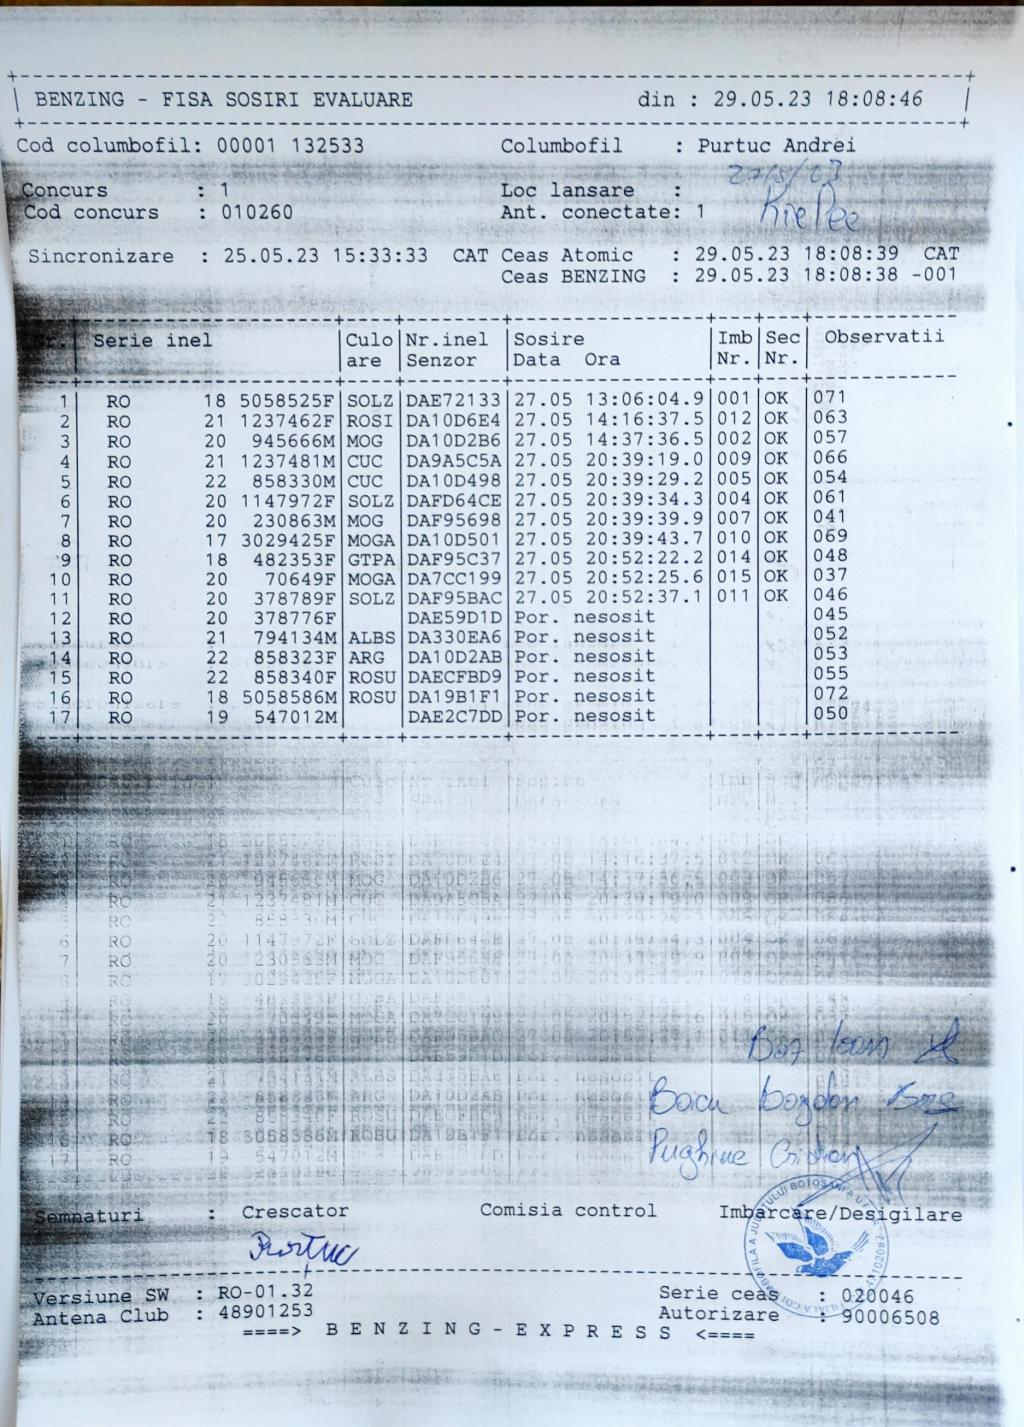 BENZING - FISA SOSIRI EVALUARE din : 29.05.23 18:08:46
Cod columbofil: 00001 132533 Columbofil : Purtuc Andrei
27/5/23
Concurs : 1 Loc lansare :
Cod concurs : 010260 Ant. conectate: 1
Sincronizare : 25.05.23 15:33:33 CAT Ceas Atomic : 29.05.23 18:08:39 CAT
Ceas BENZING : 29.05.23 18:08:38 -001
Nr. Serie inel Culo Nr.inel Sosire Imb Sec Observatii
are Senzor Data Ora Nr. Nr.
1 RO 18 5058525F SOLZ DAE72133 27.05 13:06:04.9 001 OK 071
2 RO 21 1237462F ROSI DA10D6E4 27.05 14:16:37.5 012 OK 063
3 RO 20 945666M MOG DA10D2B6 27.05 14:37:36.5 002 OK 057
4 RO 21 1237481M CUC DA9A5C5A 27.05 20:39:19.0 009 OK 066
5 RO 22 858330M CUC DA10D498 27.05 20:39:29.2 005 OK 054
6 RO 20 1147972F SOLZ DAFD64CE 27.05 20:39:34.3 004 OK 061
7 RO 20 230863M MOG DAF95698 27.05 20:39:39.9 007 OK 041
8 RO 17 3029425F MOGA DA10D501 27.05 20:39:43.7 010 OK 069
9 RO 18 482353F GTPA DAF95C37 27.05 20:52:22.2 014 OK 048
10 RO 20 70649F MOGA DA7CC199 27.05 20:52:25.6 015 OK 037
11 RO 20 378789F SOLZ DAF95BAC 27.05 20:52:37.1 011 OK 046
12 RO 20 378776F DAE59D1D Por. nesosit 045
13 RO 21 794134M ALBS DA330EA6 Por. nesosit 052
14 RO 22 858323F ARG DA10D2AB Por. nesosit 053
15 RO 22 858340F ROSU DAECFBD9 Por. nesosit 055
16 RO 18 5058586M ROSU DA19B1F1 Por. nesosit 072
17 RO 19 547012M DAE2C7DD Por. nesosit 050
Ioan
Bacu Bogdan
Semnaturi : Crescator Comisia control Imbarcare/Desigilare
Versiune SW : RO-01.32 Serie ceas : 020046
Antena Club : 48901253 Autorizare : 90006508
====> B E N Z I N G - E X P R E S S <====